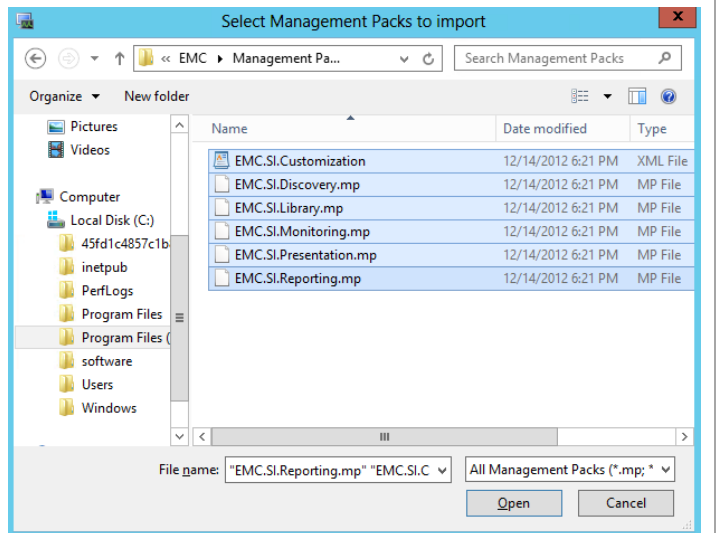 Select Management Packs to import
x
« EMC Management Pa... Search Management Packs
Organize New folder
Name Date modified Type
Pictures
Videos
Computer
Local Disk (C:)
45fd1c4857c1b
inetpub
PerfLogs
Program Files
Program Files (
software
Users
Windows
EMC.SI.Customization 12/14/2012 6:21 PM XML File
EMC.SI.Discovery.mp 12/14/2012 6:21 PM MP File
EMC.SI.Library.mp 12/14/2012 6:21 PM MP File
EMC.SI.Monitoring.mp 12/14/2012 6:21 PM MP File
EMC.SI.Presentation.mp 12/14/2012 6:21 PM MP File
EMC.SI.Reporting.mp 12/14/2012 6:21 PM MP File
File name: "EMC.SI.Reporting.mp" "EMC.SI.C All Management Packs (*.mp; *
Open Cancel